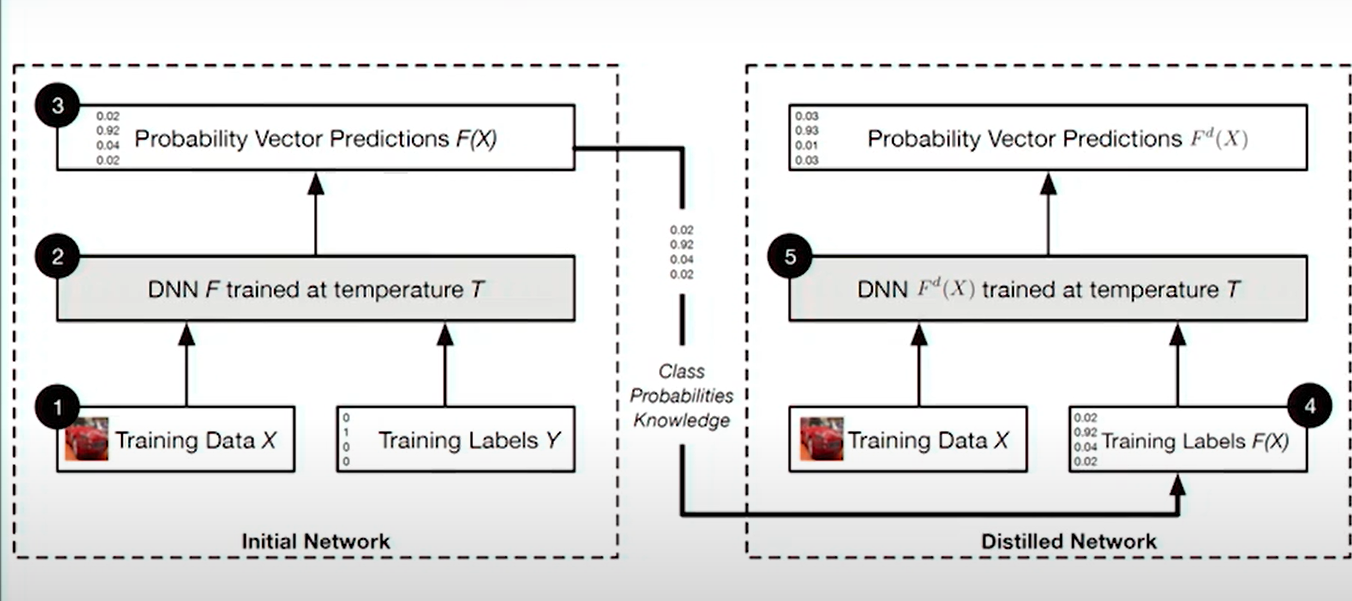 3
0.02
0.92
0.04
0.02
Probability Vector Predictions F(X)
2
DNN F trained at temperature T
1
Training Data X
0
1
0
0
Training Labels Y
Initial Network
0.02
0.92
0.04
0.02
Class
Probabilities
Knowledge
0.03
0.93
0.01
0.03
Probability Vector Predictions F^d(X)
5
DNN F^d(X) trained at temperature T
Training Data X
4
0.02
0.92
0.04
0.02
Training Labels F(X)
Distilled Network